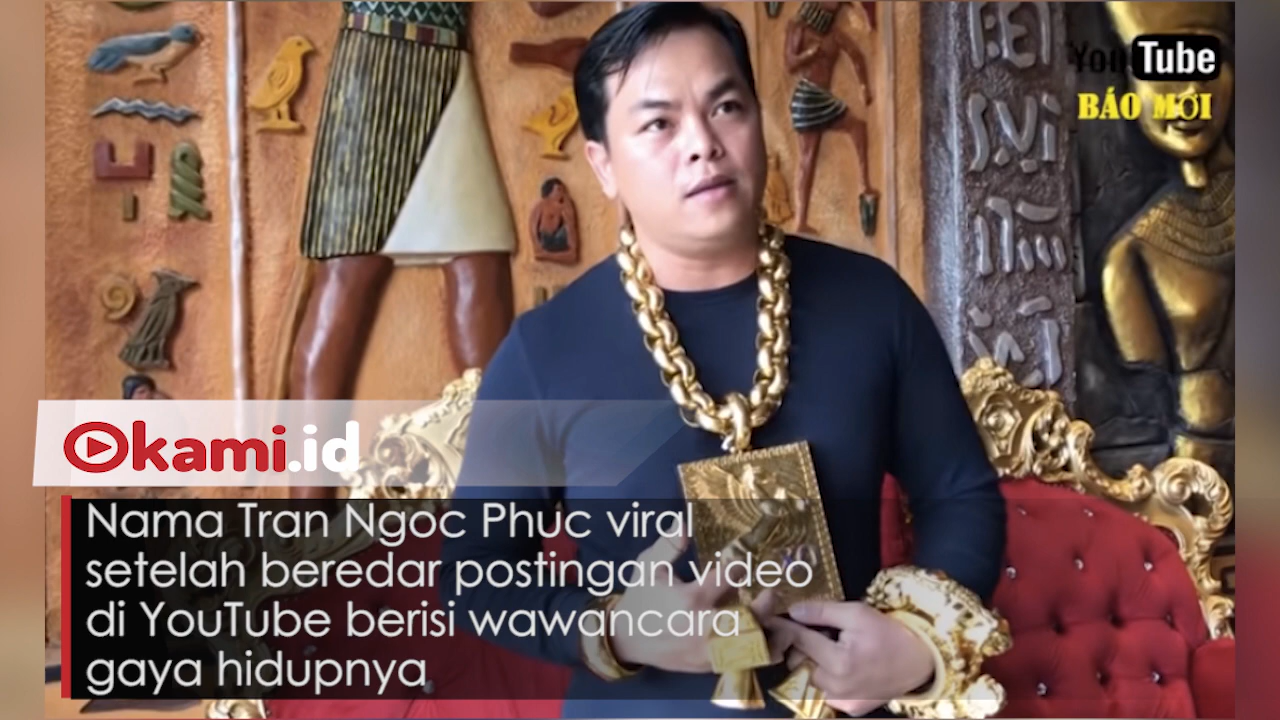 YouTube
BÁO MỚI
Okami.id
Nama Tran Ngoc Phuc viral
setelah beredar postingan video
di YouTube berisi wawancara
gaya hidupnya